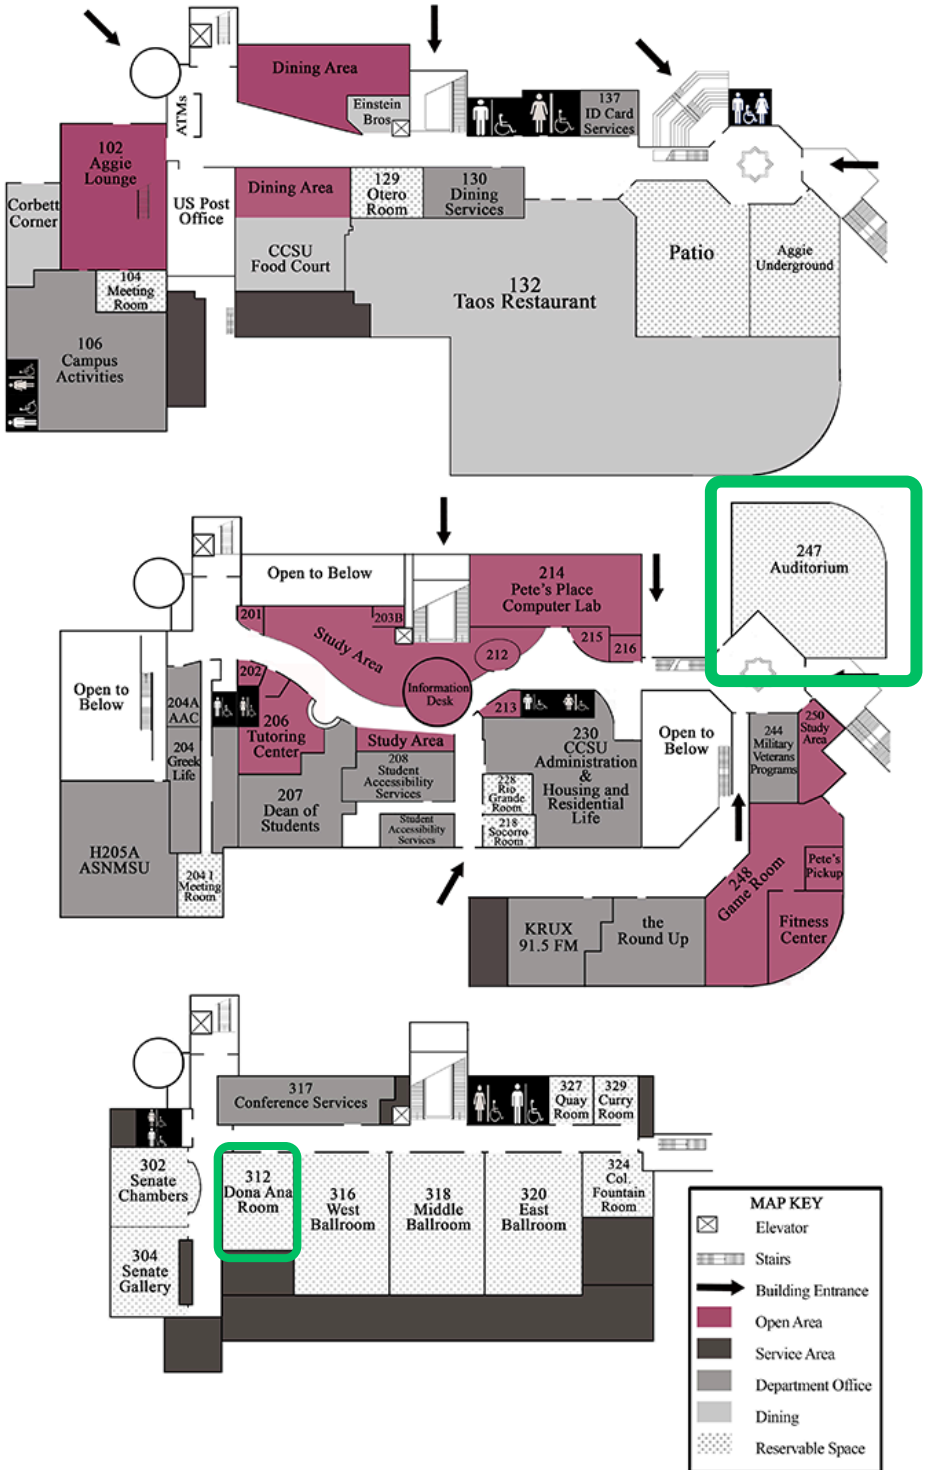 Dining Area
ATMs
Einstein
Bros.
137
ID Card
Services
102
Aggie
Lounge
Corbett
Corner
US Post
Office
Dining Area
129
Otero
Room
130
Dining
Services
CCSU
Food Court
104
Meeting
Room
132
Taos Restaurant
Patio
Aggie
Underground
106
Campus
Activities
247
Auditorium
Open to Below
214
Pete's Place
Computer Lab
201
203B
Study Area
215
216
212
202
Information
Desk
Open to
Below
204A
AAC
206
Tutoring
Center
213
204
Greek
Life
Study Area
208
Student
Accessibility
Services
230
CCSU
Administration
&
Housing and
Residential
Life
Open to
Below
244
Military
Veterans
Programs
250
Study
Area
207
Dean of
Students
228
Rio
Grande
Room
Student
Accessibility
Services
218
Socorro
Room
H205A
ASNMSU
204 I
Meeting
Room
248
Game Room
Pete's
Pickup
KRUX
91.5 FM
the
Round Up
Fitness
Center
317
Conference Services
327
Quay
Room
329
Curry
Room
302
Senate
Chambers
312
Dona Ana
Room
316
West
Ballroom
318
Middle
Ballroom
320
East
Ballroom
324
Col.
Fountain
Room
304
Senate
Gallery
MAP KEY
Elevator
Stairs
Building Entrance
Open Area
Service Area
Department Office
Dining
Reservable Space